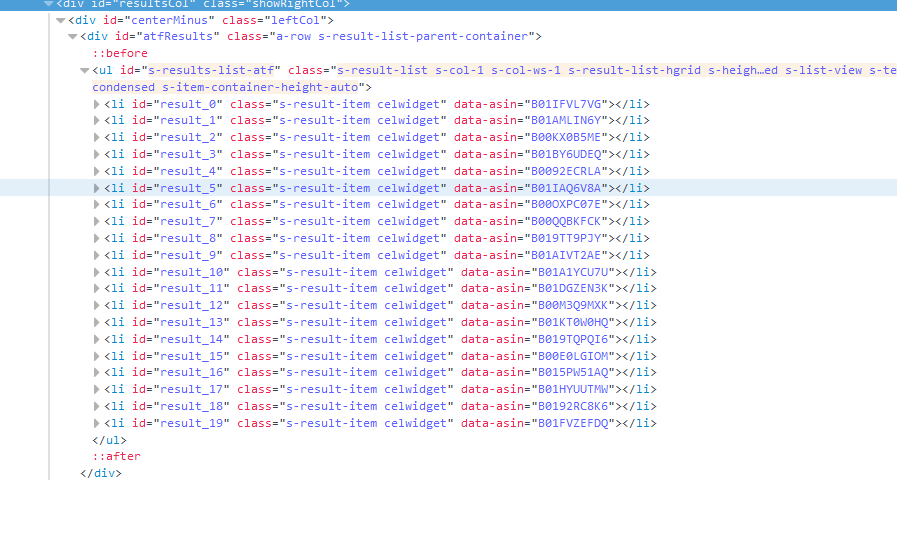 <div id="resultsCol" class="showRightCol">
<div id="centerMinus" class="leftCol">
<div id="atfResults" class="a-row s-result-list-parent-container">
::before
<ul id="s-results-list-atf" class="s-result-list s-col-1 s-col-ws-1 s-result-list-hgrid s-heigh…ed s-list-view s-te
condensed s-item-container-height-auto">
<li id="result_0" class="s-result-item celwidget" data-asin="B01IFVL7VG"></li>
<li id="result_1" class="s-result-item celwidget" data-asin="B01AMLIN6Y"></li>
<li id="result_2" class="s-result-item celwidget" data-asin="B00KX0B5ME"></li>
<li id="result_3" class="s-result-item celwidget" data-asin="B01BY6UDEQ"></li>
<li id="result_4" class="s-result-item celwidget" data-asin="B0092ECRLA"></li>
<li id="result_5" class="s-result-item celwidget" data-asin="B01IAQ6V8A"></li>
<li id="result_6" class="s-result-item celwidget" data-asin="B00OXPC07E"></li>
<li id="result_7" class="s-result-item celwidget" data-asin="B00QQBKFCK"></li>
<li id="result_8" class="s-result-item celwidget" data-asin="B019TT9PJY"></li>
<li id="result_9" class="s-result-item celwidget" data-asin="B01AIVT2AE"></li>
<li id="result_10" class="s-result-item celwidget" data-asin="B01A1YCU7U"></li>
<li id="result_11" class="s-result-item celwidget" data-asin="B01DGZEN3K"></li>
<li id="result_12" class="s-result-item celwidget" data-asin="B00M3Q9MXK"></li>
<li id="result_13" class="s-result-item celwidget" data-asin="B01KT0W0HQ"></li>
<li id="result_14" class="s-result-item celwidget" data-asin="B019TQPQI6"></li>
<li id="result_15" class="s-result-item celwidget" data-asin="B00E0LGIOM"></li>
<li id="result_16" class="s-result-item celwidget" data-asin="B015PW51AQ"></li>
<li id="result_17" class="s-result-item celwidget" data-asin="B01HYUUTMW"></li>
<li id="result_18" class="s-result-item celwidget" data-asin="B0192RC8K6"></li>
<li id="result_19" class="s-result-item celwidget" data-asin="B01FVZEFDQ"></li>
</ul>
::after
</div>